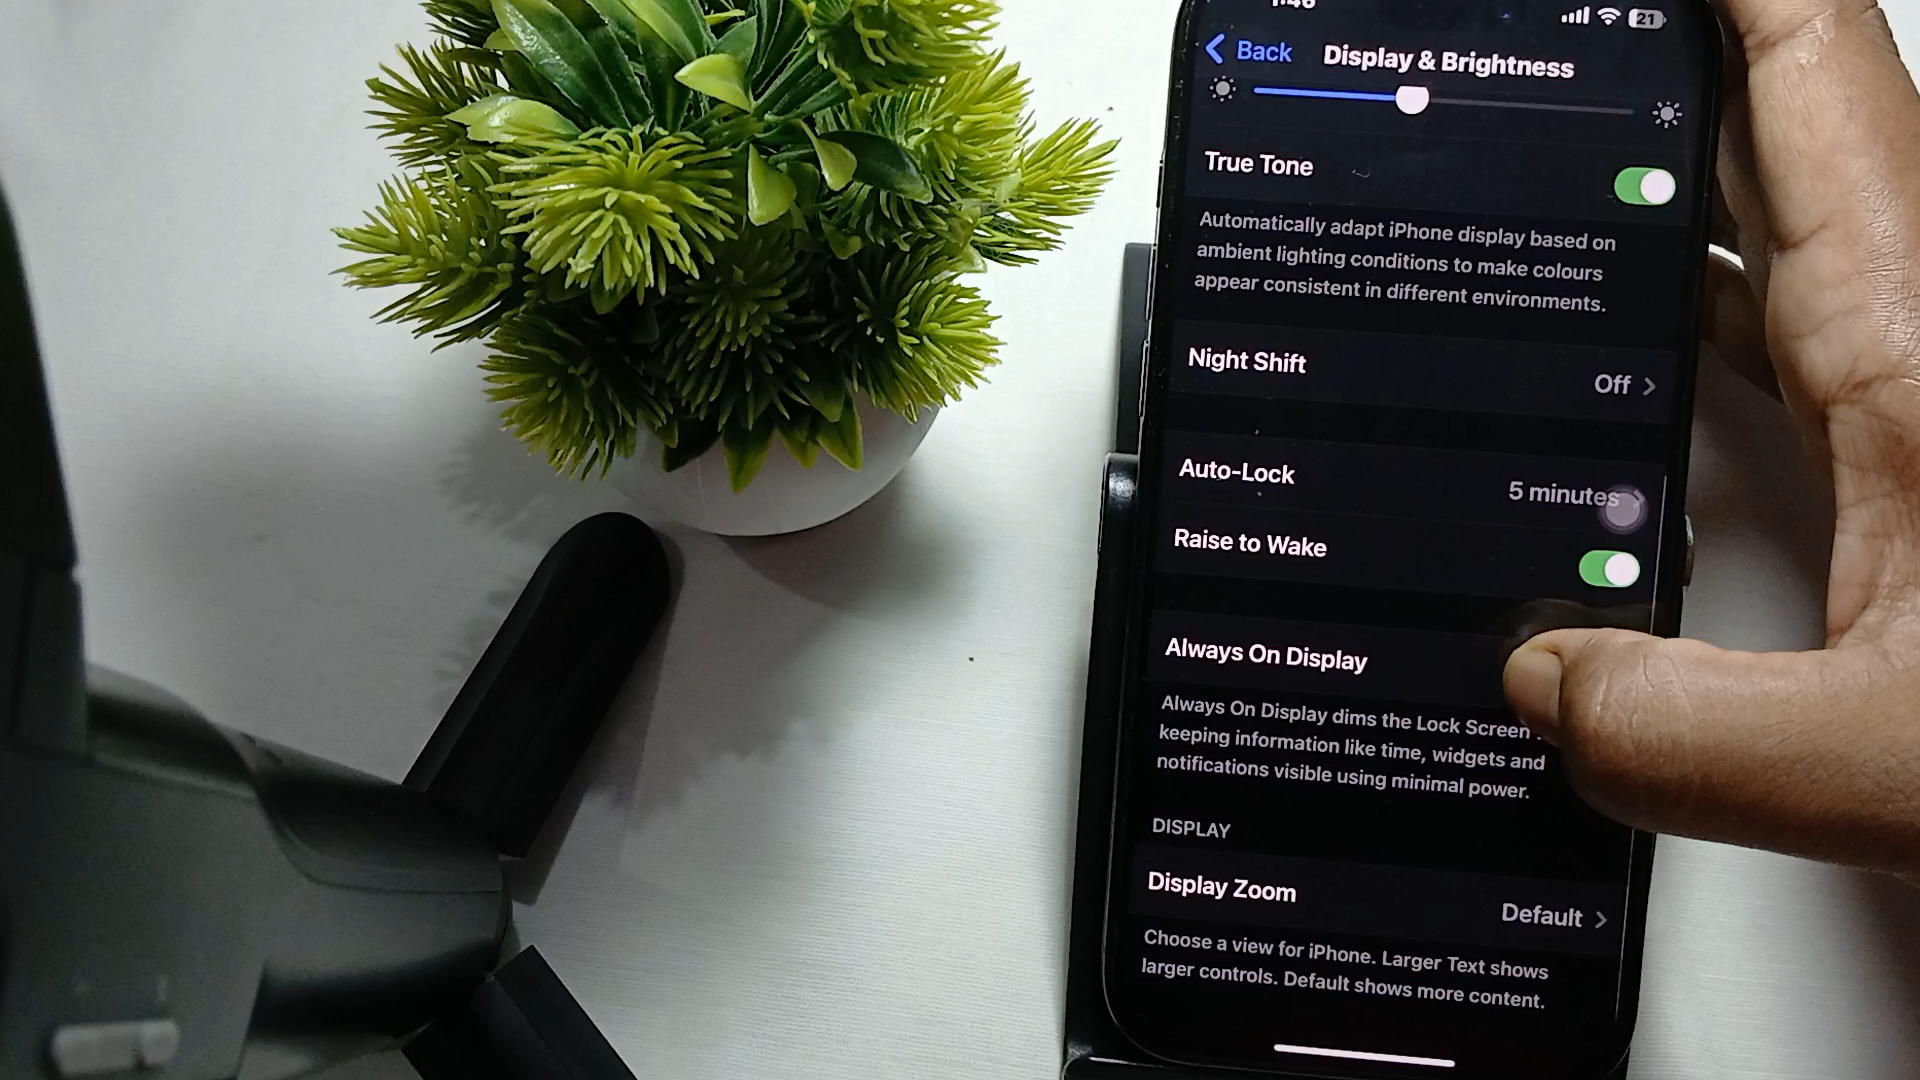 21
Back
Display & Brightness
True Tone
Automatically adapt iPhone display based on
ambient lighting conditions to make colours
appear consistent in different environments.
Night Shift
Off
Auto-Lock
5 minutes
Raise to Wake
Always On Display
Always On Display dims the Lock Screen
keeping information like time, widgets and
notifications visible using minimal power.
DISPLAY
Display Zoom
Default
Choose a view for iPhone. Larger Text shows
larger controls. Default shows more content.